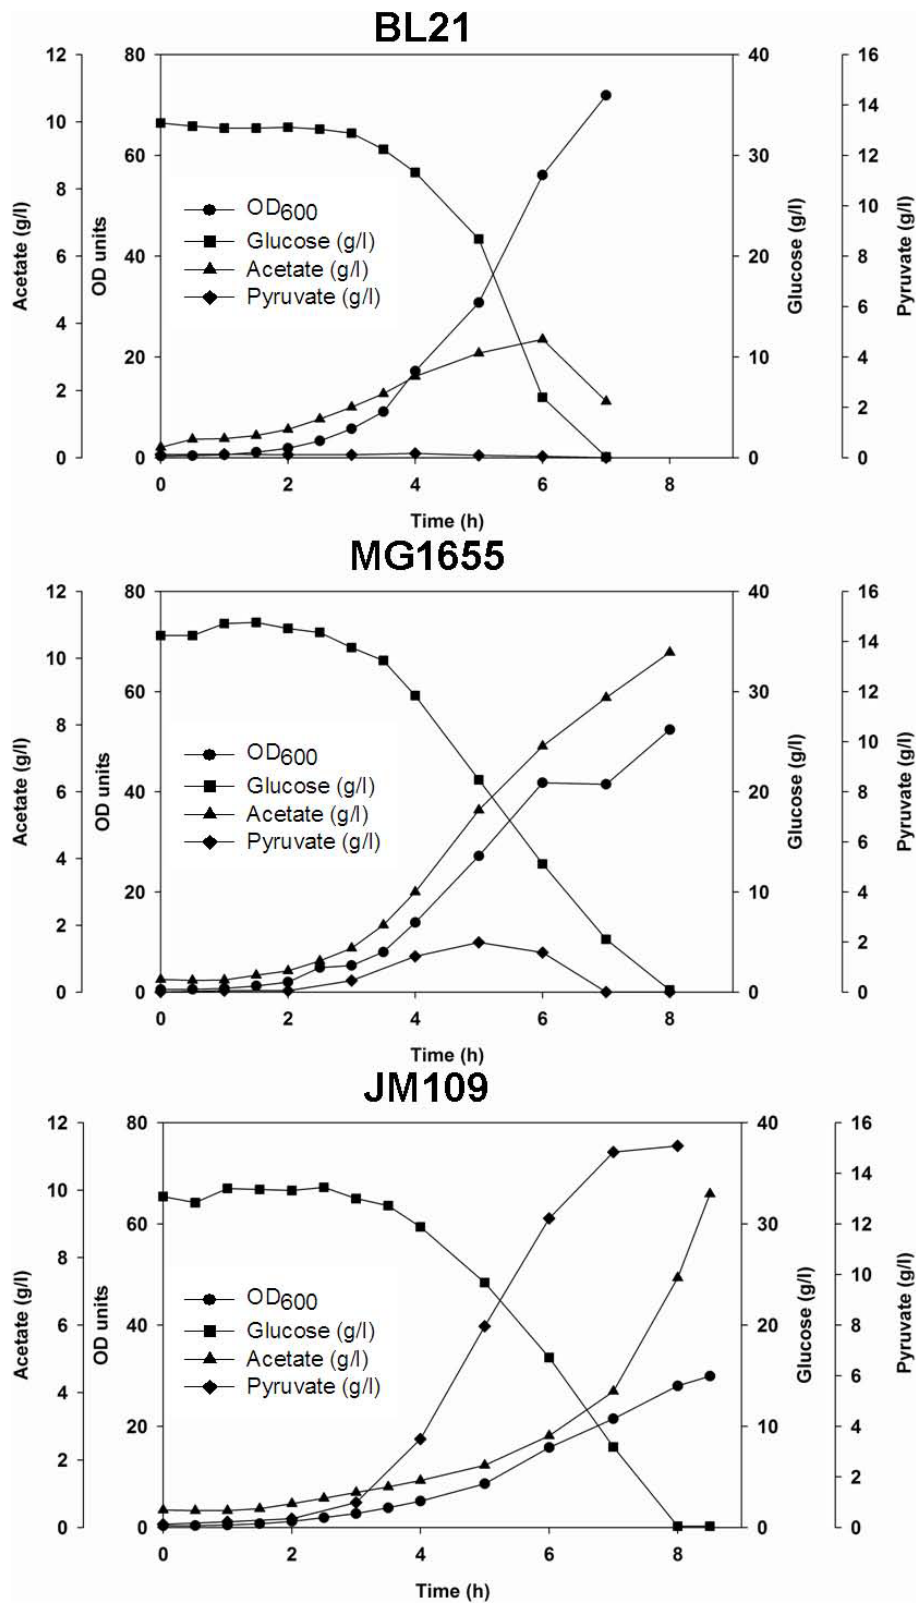 BL21
12 80 40 16
10 14
60 30 12
8 10
6 40 20 8
4 6
20 10 4
2 2
0 0 0 0
Acetate (g/l)
OD units
Glucose (g/l)
Pyruvate (g/l)
OD600
Glucose (g/l)
Acetate (g/l)
Pyruvate (g/l)
0 2 4 6 8
Time (h)
MG1655
12 80 40 16
10 14
60 30 12
8 10
6 40 20 8
4 6
20 10 4
2 2
0 0 0 0
Acetate (g/l)
OD units
Glucose (g/l)
Pyruvate (g/l)
OD600
Glucose (g/l)
Acetate (g/l)
Pyruvate (g/l)
0 2 4 6 8
Time (h)
JM109
12 80 40 16
10 14
60 30 12
8 10
6 40 20 8
4 6
20 10 4
2 2
0 0 0 0
Acetate (g/l)
OD units
Glucose (g/l)
Pyruvate (g/l)
OD600
Glucose (g/l)
Acetate (g/l)
Pyruvate (g/l)
0 2 4 6 8
Time (h)